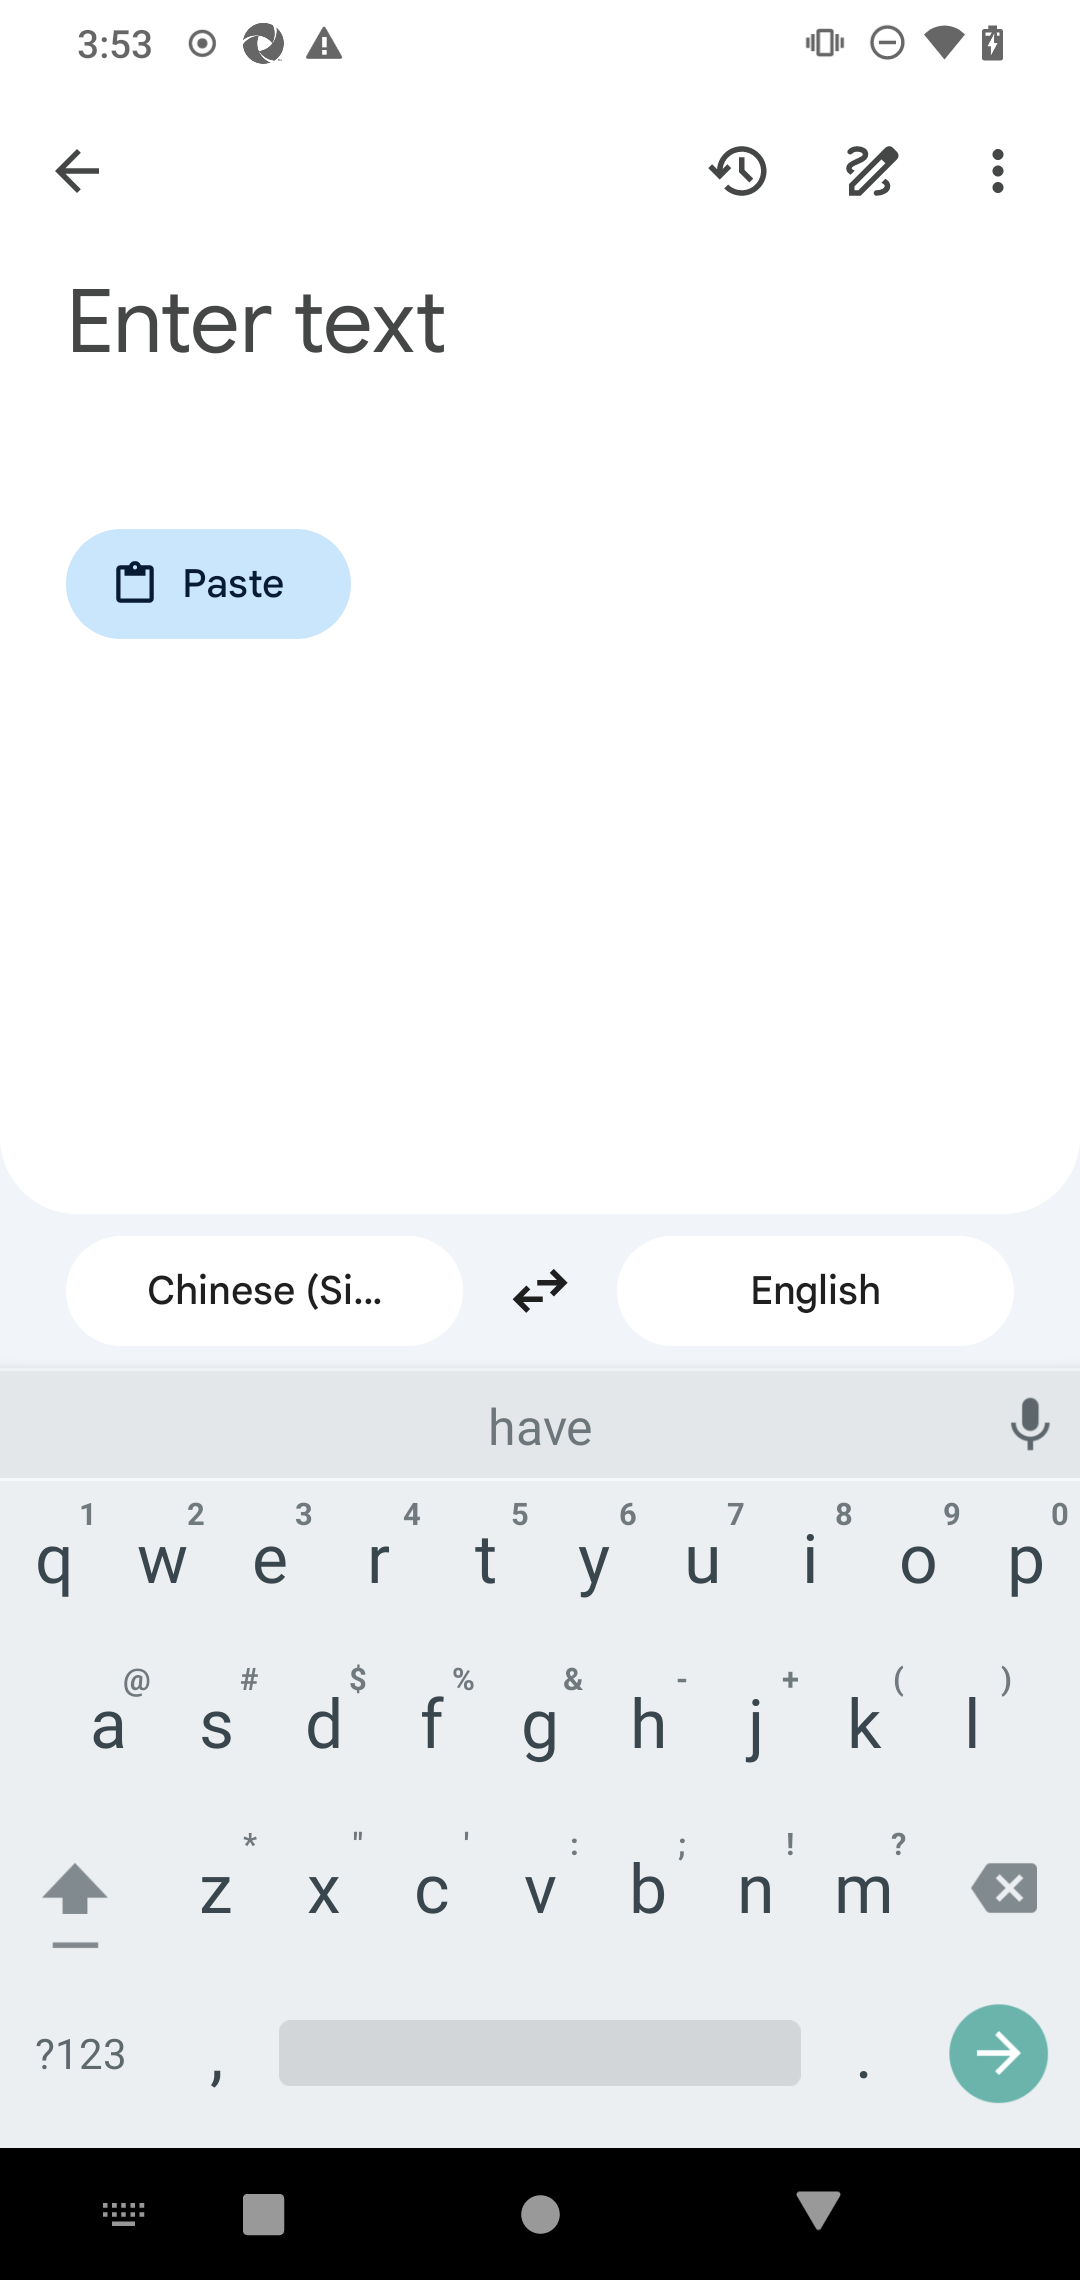 3:53
Enter text
Paste
Chinese (Si... English
have
1 2 3 4 5 6 7 8 9 0
q w e r t y u i o p
@ # $ % & - + ( )
a s d f g h j k l
* " ' : ; ! ?
z x c v b n m
?123 , .